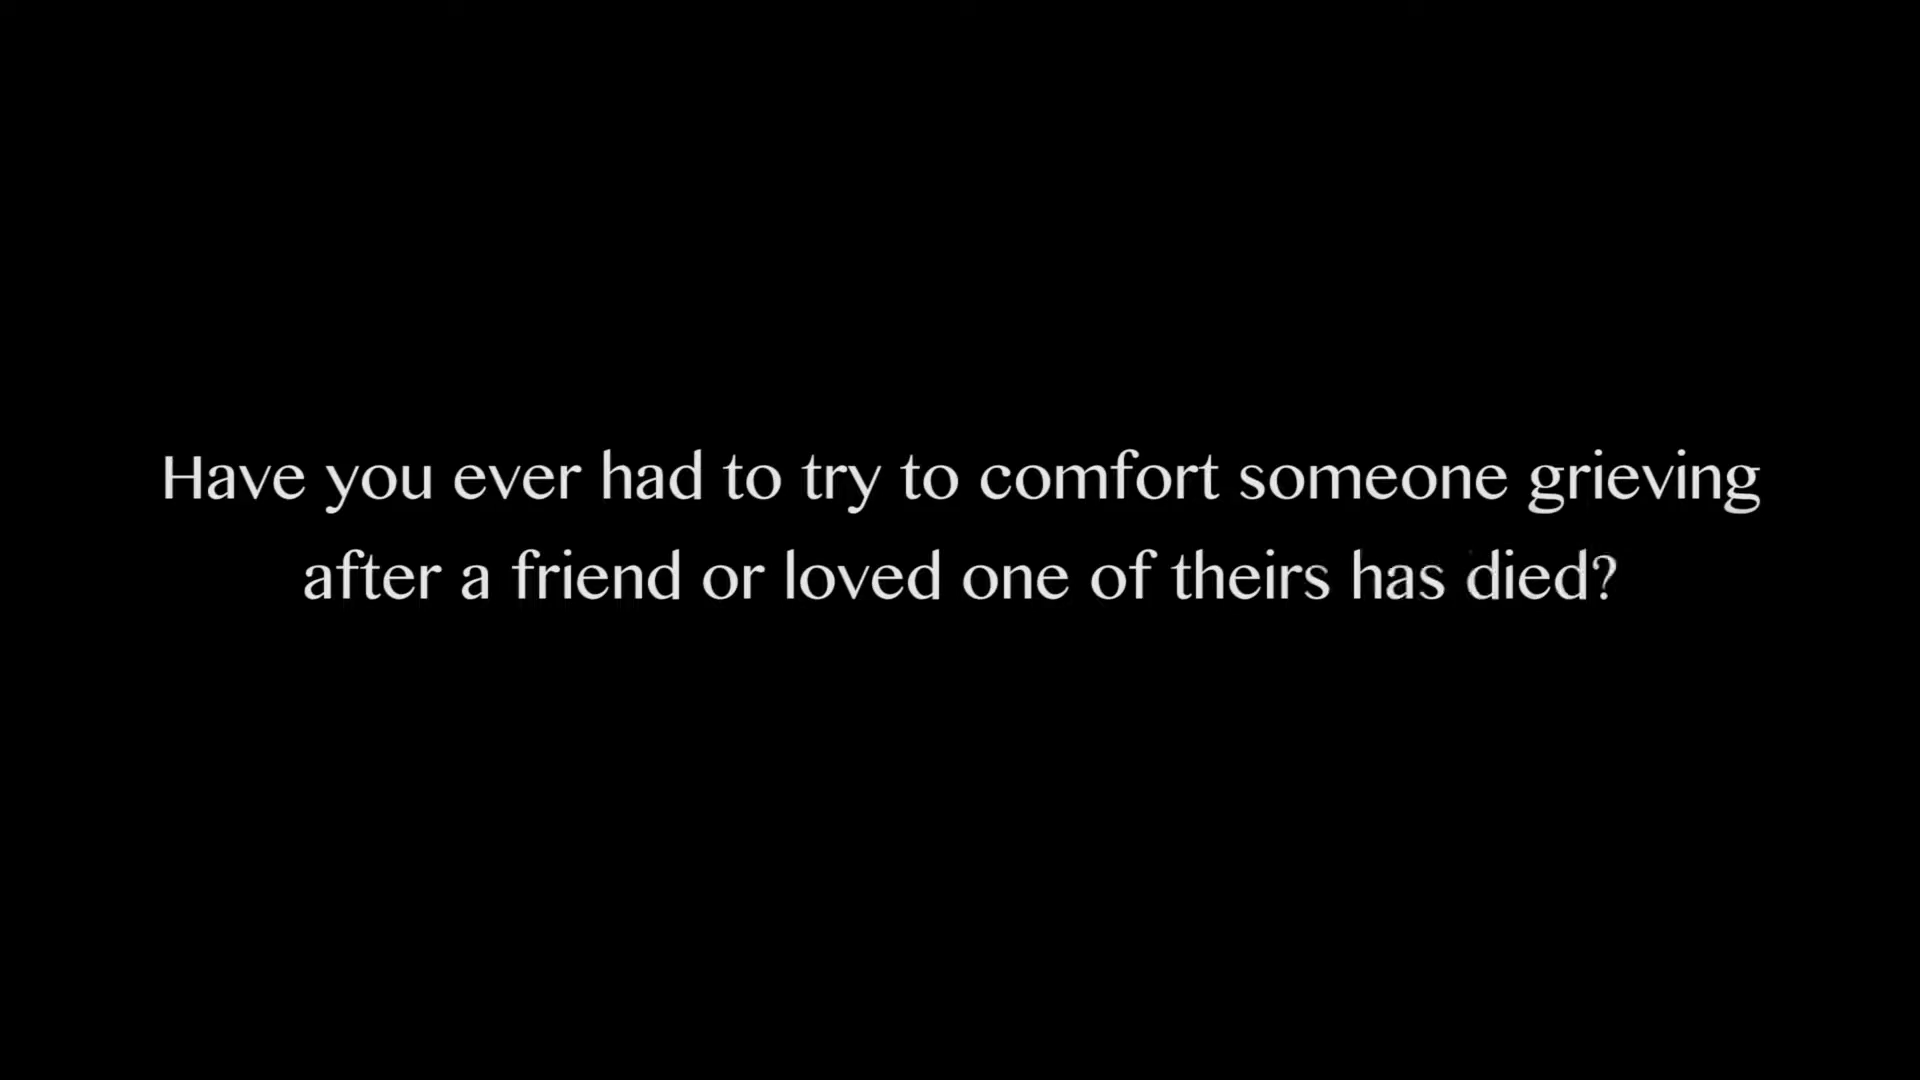 Have you ever had to try to comfort someone grieving
after a friend or loved one of theirs has died?